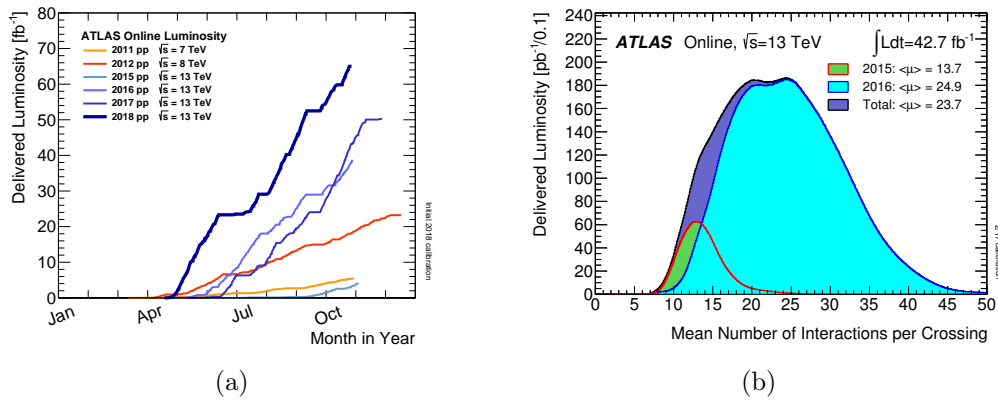 Delivered Luminosity [fb⁻¹]
80
70
60
50
40
30
20
10
0
ATLAS Online Luminosity
2011 pp √s = 7 TeV
2012 pp √s = 8 TeV
2015 pp √s = 13 TeV
2016 pp √s = 13 TeV
2017 pp √s = 13 TeV
2018 pp √s = 13 TeV
Initial 2018 calibration
Jan Apr Jul Oct
Month in Year
(a)
Delivered Luminosity [pb⁻¹/0.1]
240
220
200
180
160
140
120
100
80
60
40
20
0
ATLAS Online, √s=13 TeV ∫Ldt=42.7 fb⁻¹
2015: <μ> = 13.7
2016: <μ> = 24.9
Total: <μ> = 23.7
0 5 10 15 20 25 30 35 40 45 50
Mean Number of Interactions per Crossing
(b)